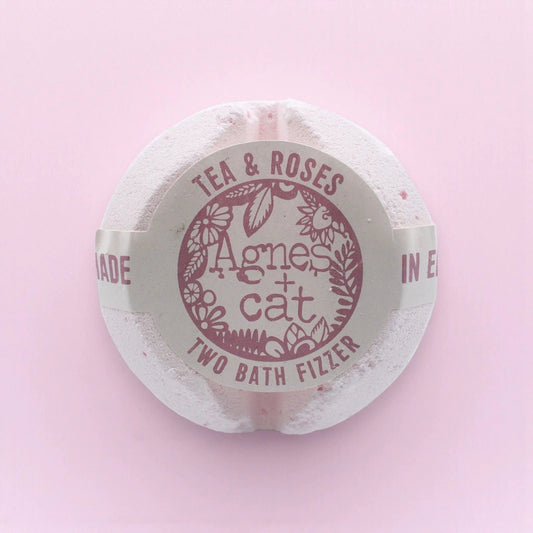 TEA & ROSES
Agnes
+
cat
TWO BATH FIZZER
IN